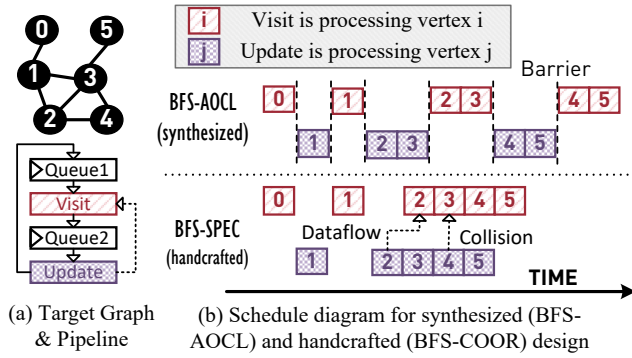 0 5
1 3
2 4
Queue1
Visit
Queue2
Update
(a) Target Graph
& Pipeline
i Visit is processing vertex i
j Update is processing vertex j
Barrier
BFS-AOCL
(synthesized)
0 1 2 3 4 5
1 2 3 4 5
BFS-SPEC
(handcrafted)
0 1 2 3 4 5
Dataflow
Collision
1 2 3 4 5
TIME
(b) Schedule diagram for synthesized (BFS-
AOCL) and handcrafted (BFS-COOR) design